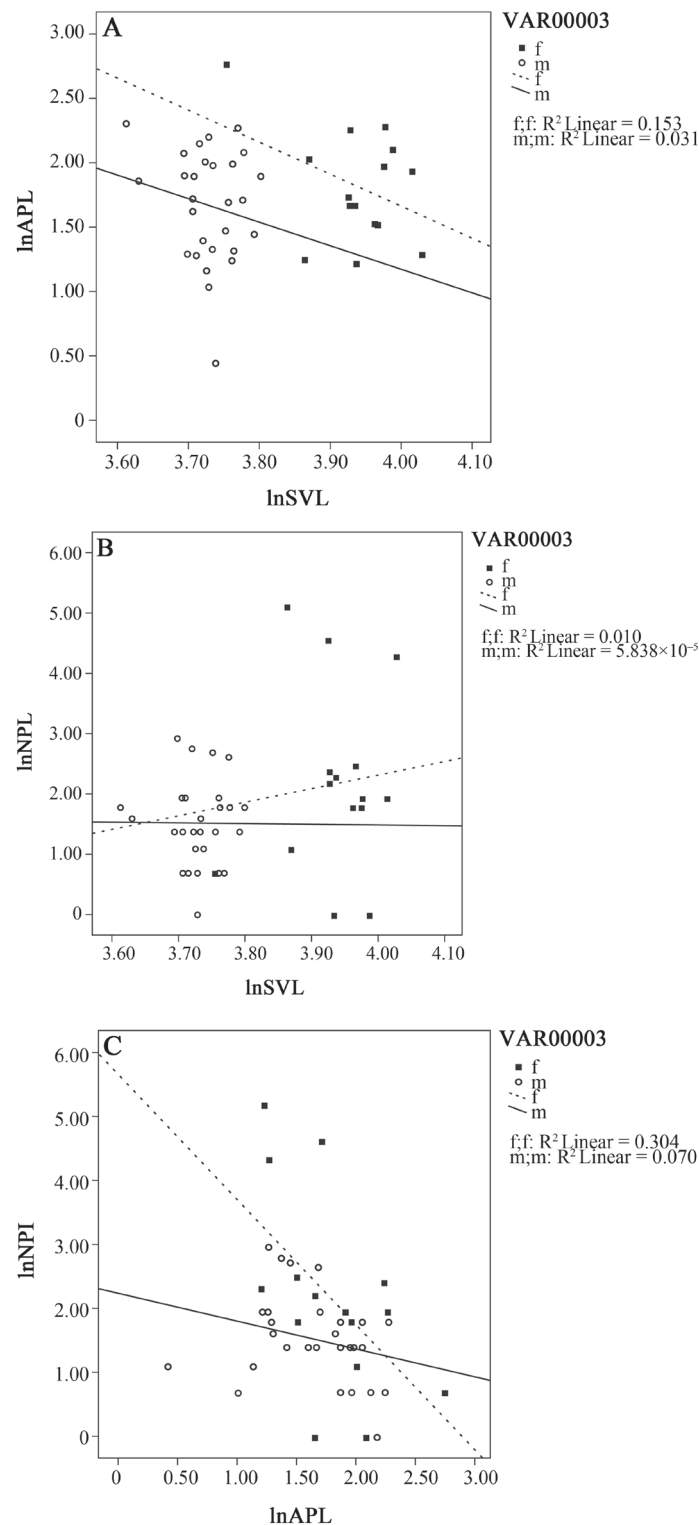 A
VAR00003
f
m
f
m
f;f: R² Linear = 0.153
m;m: R² Linear = 0.031
3.00
2.50
2.00
1.50
1.00
0.50
0
lnAPL
3.60 3.70 3.80 3.90 4.00 4.10
lnSVL
B
VAR00003
f
m
f
m
f;f: R² Linear = 0.010
m;m: R² Linear = 5.838×10⁻⁵
6.00
5.00
4.00
3.00
2.00
1.00
0
lnNPL
3.60 3.70 3.80 3.90 4.00 4.10
lnSVL
C
VAR00003
f
m
f
m
f;f: R² Linear = 0.304
m;m: R² Linear = 0.070
6.00
5.00
4.00
3.00
2.00
1.00
0
lnNPI
0 0.50 1.00 1.50 2.00 2.50 3.00
lnAPL